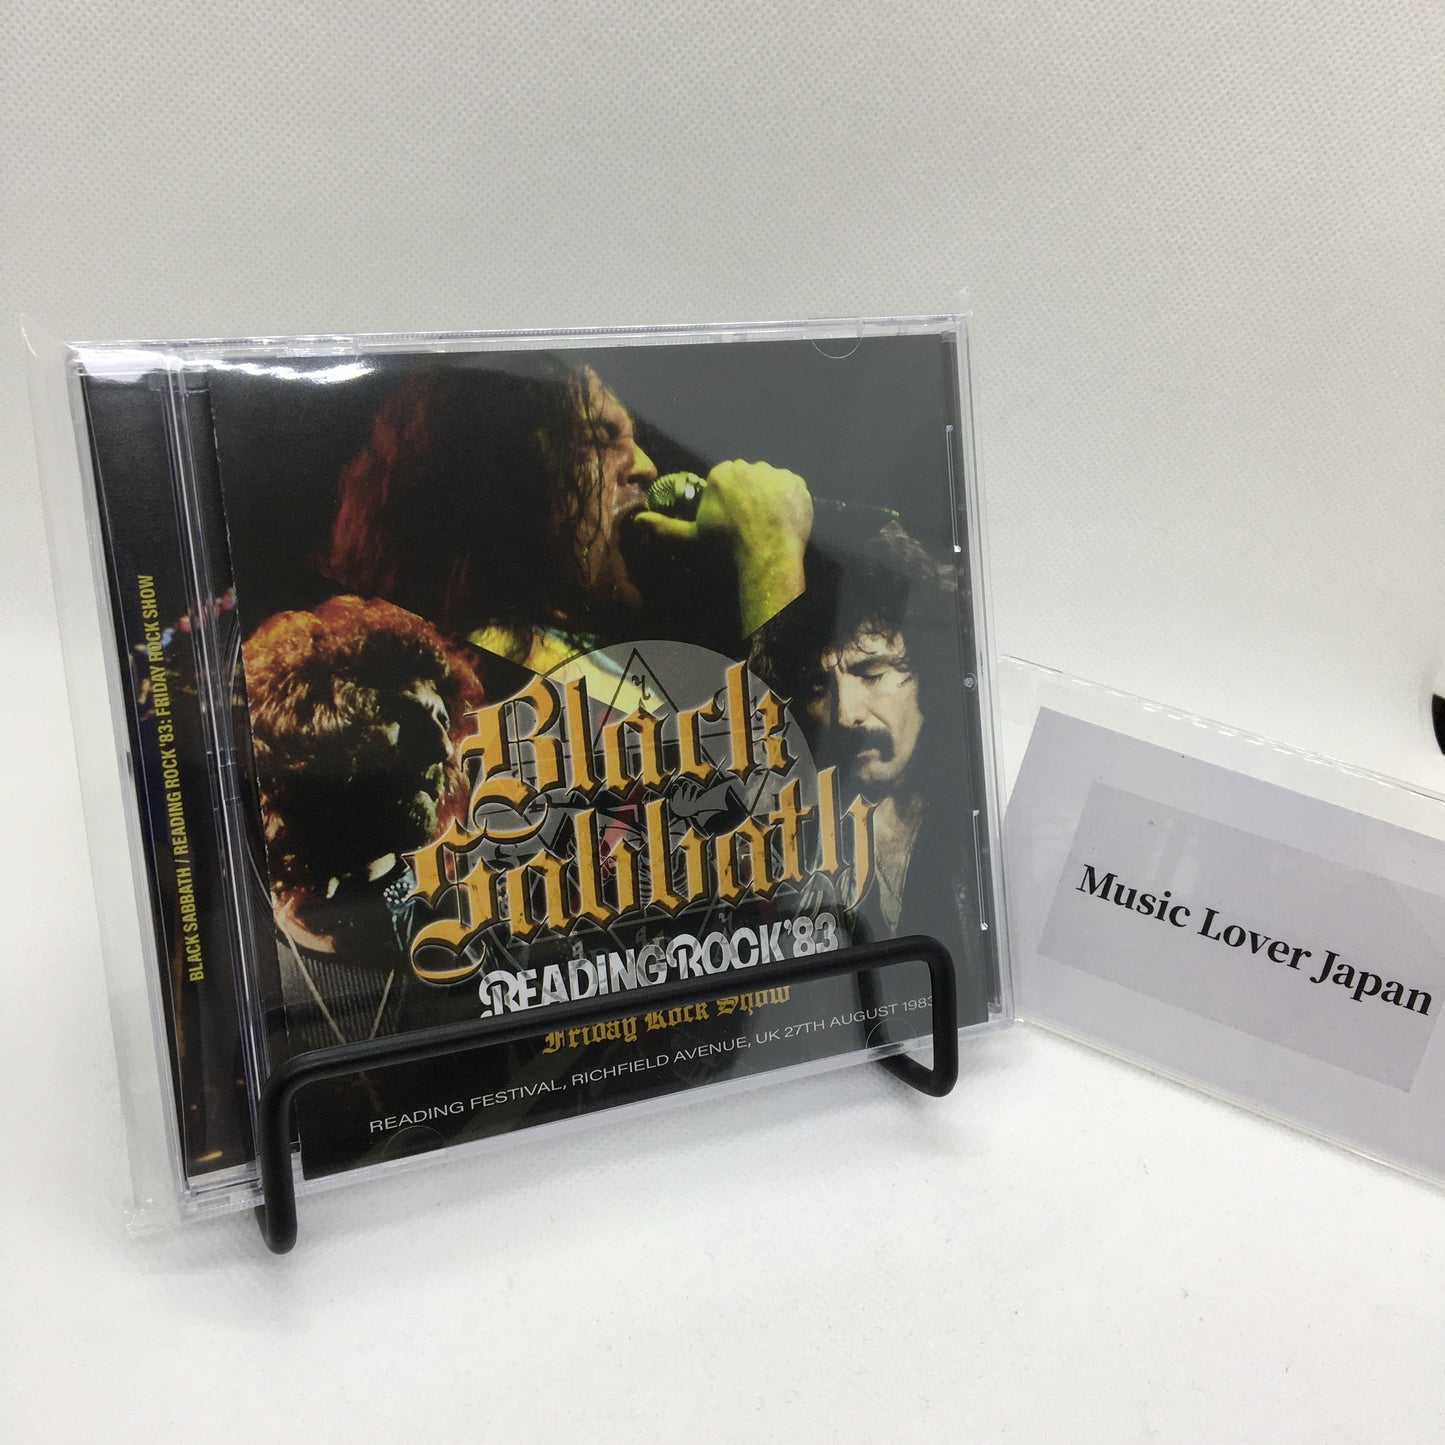 BLACK SABBATH / READING ROCK '83: FRIDAY ROCK SHOW
Black
Sabbath
READING ROCK '83
Friday Rock Show
READING FESTIVAL, RICHFIELD AVENUE, UK 27TH AUGUST 1983
Music Lover Japan